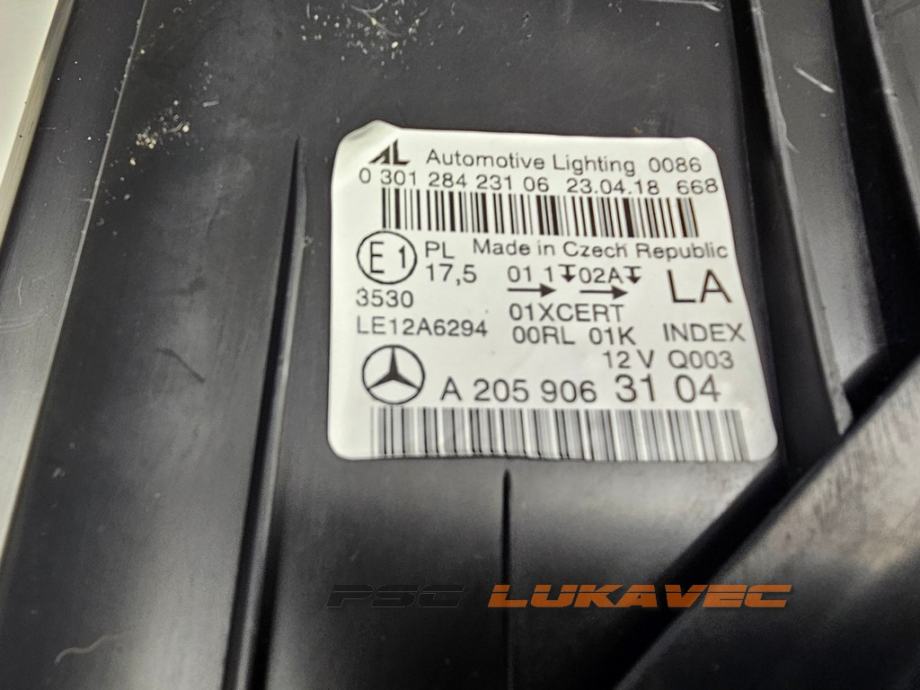 AL Automotive Lighting 0086
0 301 284 231 06 23.04.18 668
E1 PL Made in Czech Republic
17,5 01 1 02A LA
3530 01XCERT
LE12A6294 00RL 01K INDEX
12 V Q003
A 205 906 31 04
PSC LUKAVEC